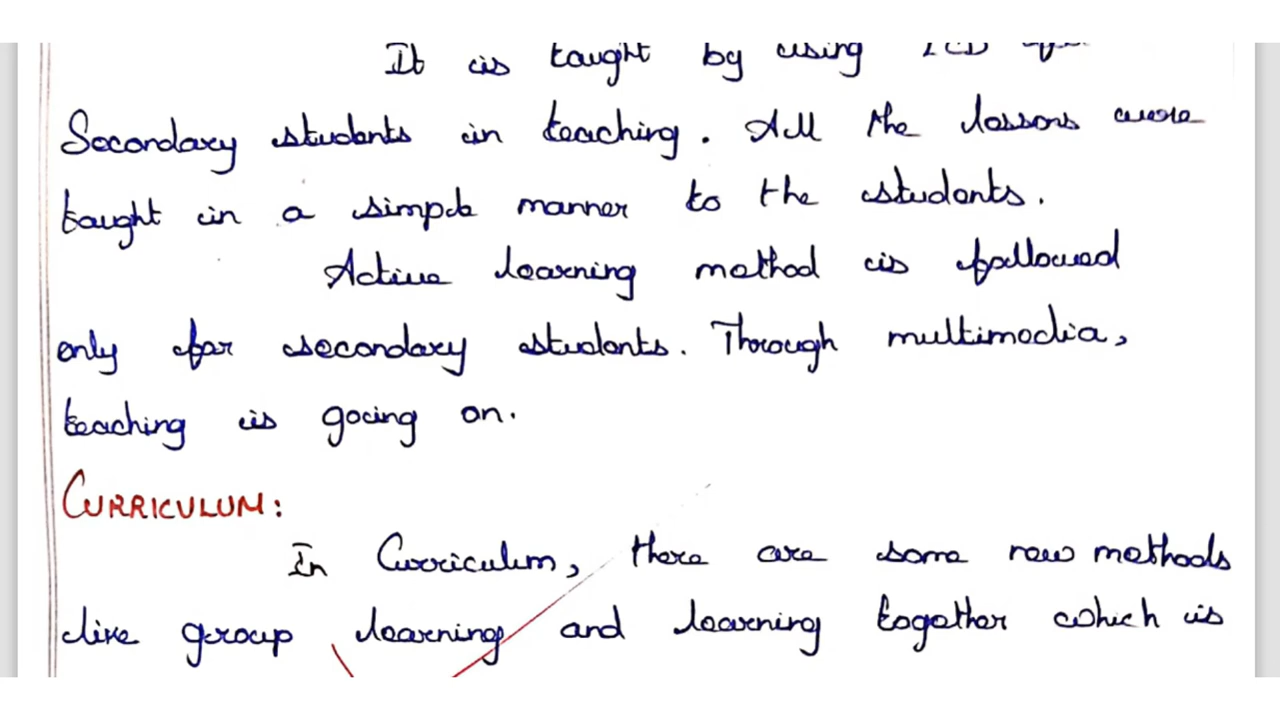 It is taught by using
Secondary students in teaching. All the lessons were
taught in a simple manner to the students.
Active learning method is followed
only for secondary students. Through multimedia,
teaching is going on.
CURRICULUM:
In Curriculum, there are some new methods
like group learning and learning together which is